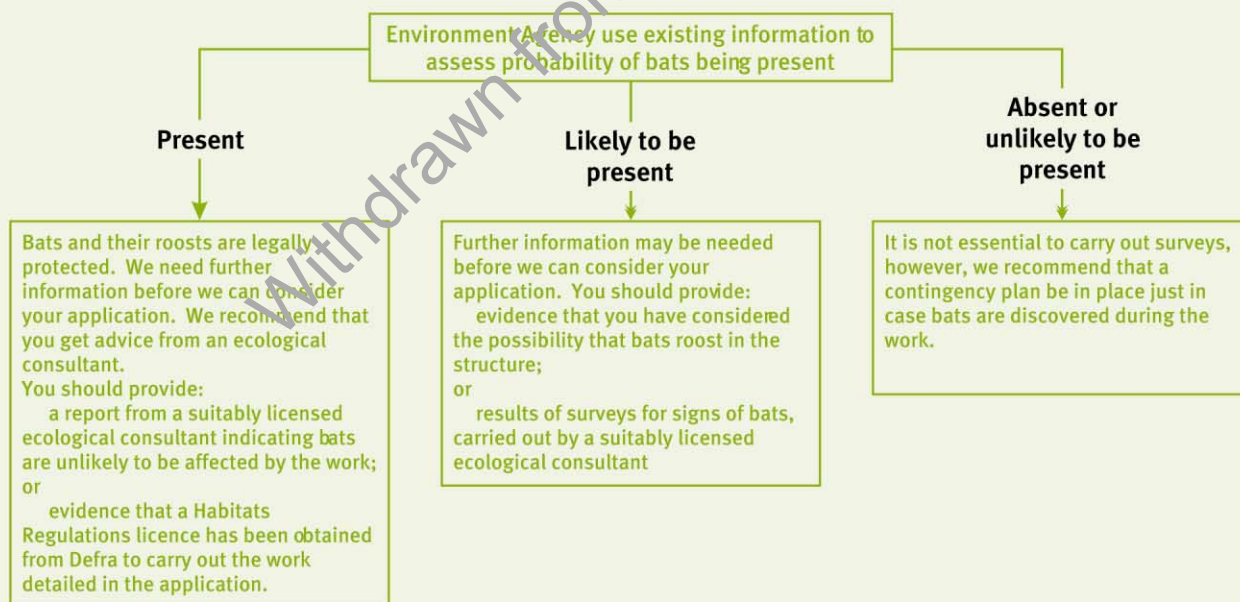 Environment Agency use existing information to
assess probability of bats being present
Present
Likely to be
present
Absent or
unlikely to be
present
Bats and their roosts are legally
protected. We need further
information before we can consider
your application. We recommend that
you get advice from an ecological
consultant.
You should provide:
a report from a suitably licensed
ecological consultant indicating bats
are unlikely to be affected by the work;
or
evidence that a Habitats
Regulations licence has been obtained
from Defra to carry out the work
detailed in the application.
Further information may be needed
before we can consider your
application. You should provide:
evidence that you have considered
the possibility that bats roost in the
structure;
or
results of surveys for signs of bats,
carried out by a suitably licensed
ecological consultant
It is not essential to carry out surveys,
however, we recommend that a
contingency plan be in place just in
case bats are discovered during the
work.
Withdrawn from